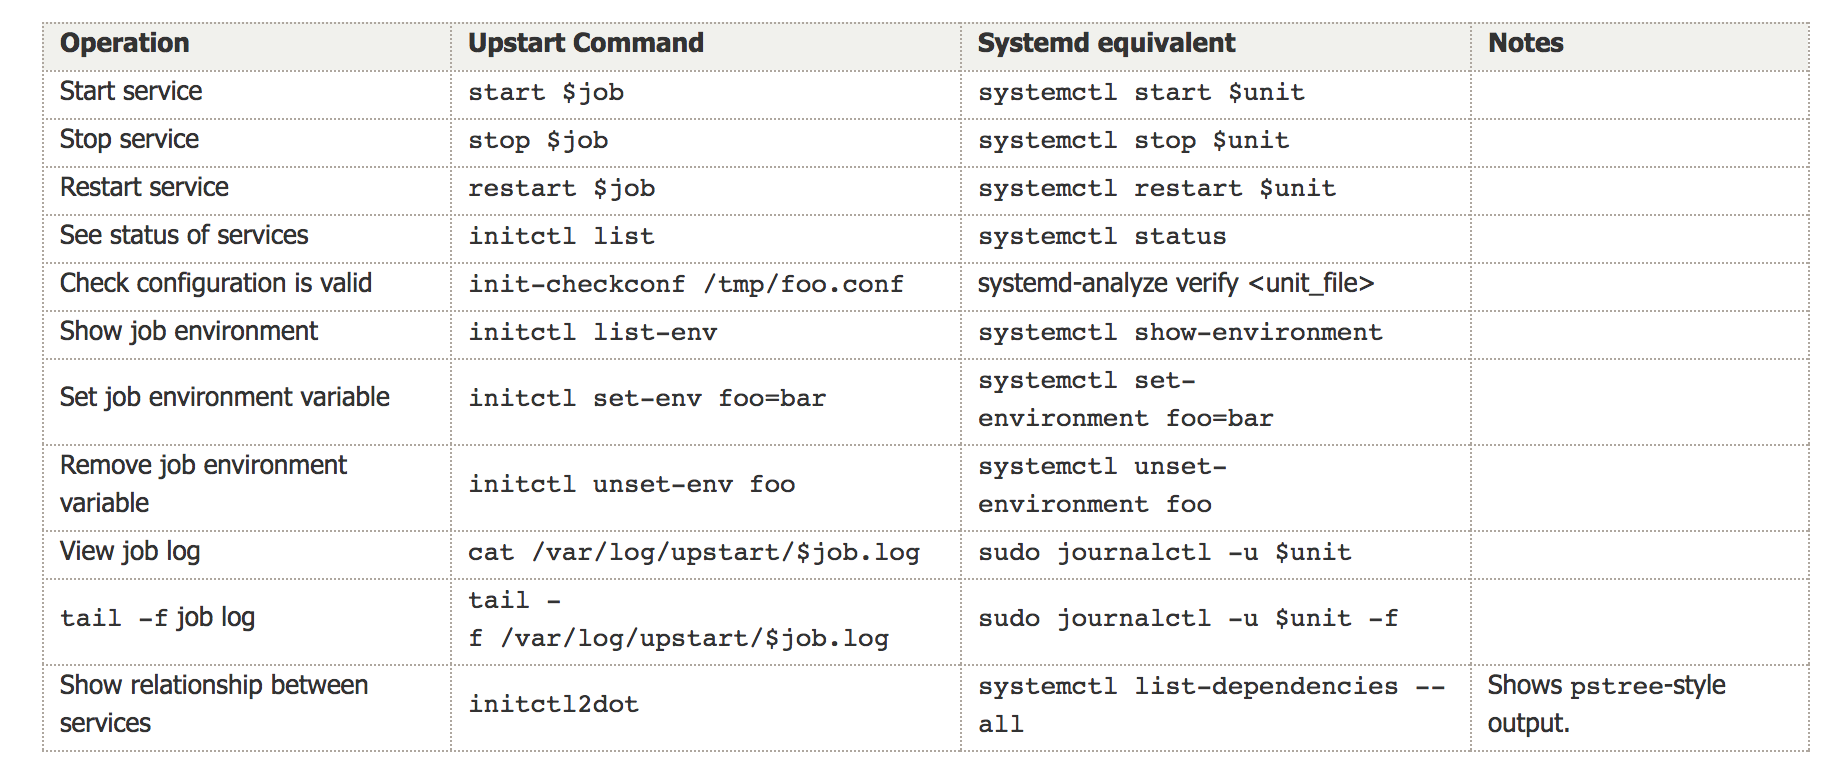 Operation Upstart Command Systemd equivalent Notes
Start service start $job systemctl start $unit
Stop service stop $job systemctl stop $unit
Restart service restart $job systemctl restart $unit
See status of services initctl list systemctl status
Check configuration is valid init-checkconf /tmp/foo.conf systemd-analyze verify <unit_file>
Show job environment initctl list-env systemctl show-environment
Set job environment variable initctl set-env foo=bar systemctl set-
environment foo=bar
Remove job environment
variable initctl unset-env foo systemctl unset-
environment foo
View job log cat /var/log/upstart/$job.log sudo journalctl -u $unit
tail -f job log tail -
f /var/log/upstart/$job.log sudo journalctl -u $unit -f
Show relationship between
services initctl2dot systemctl list-dependencies --
all Shows pstree-style
output.